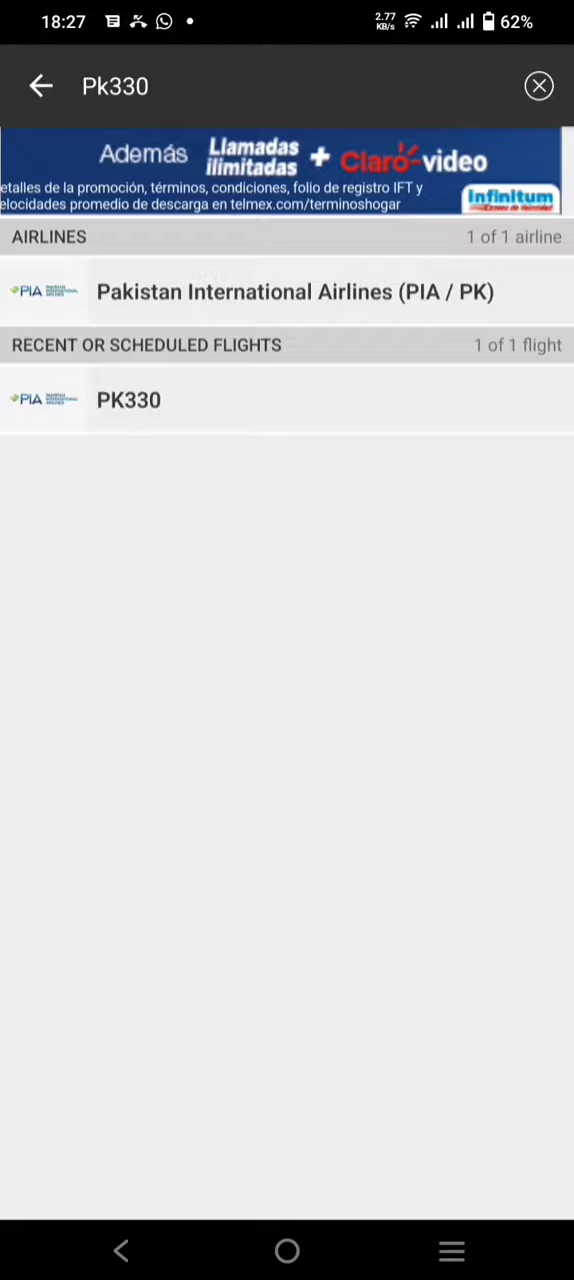 18:27
2.77
KB/s
62%
Pk330
Además Llamadas ilimitadas + Claro video
etalles de la promoción, términos, condiciones, folio de registro IFT y
elocidades promedio de descarga en telmex.com/terminoshogar
infinitum
AIRLINES 1 of 1 airline
PIA
Pakistan International Airlines (PIA / PK)
RECENT OR SCHEDULED FLIGHTS 1 of 1 flight
PIA
PK330